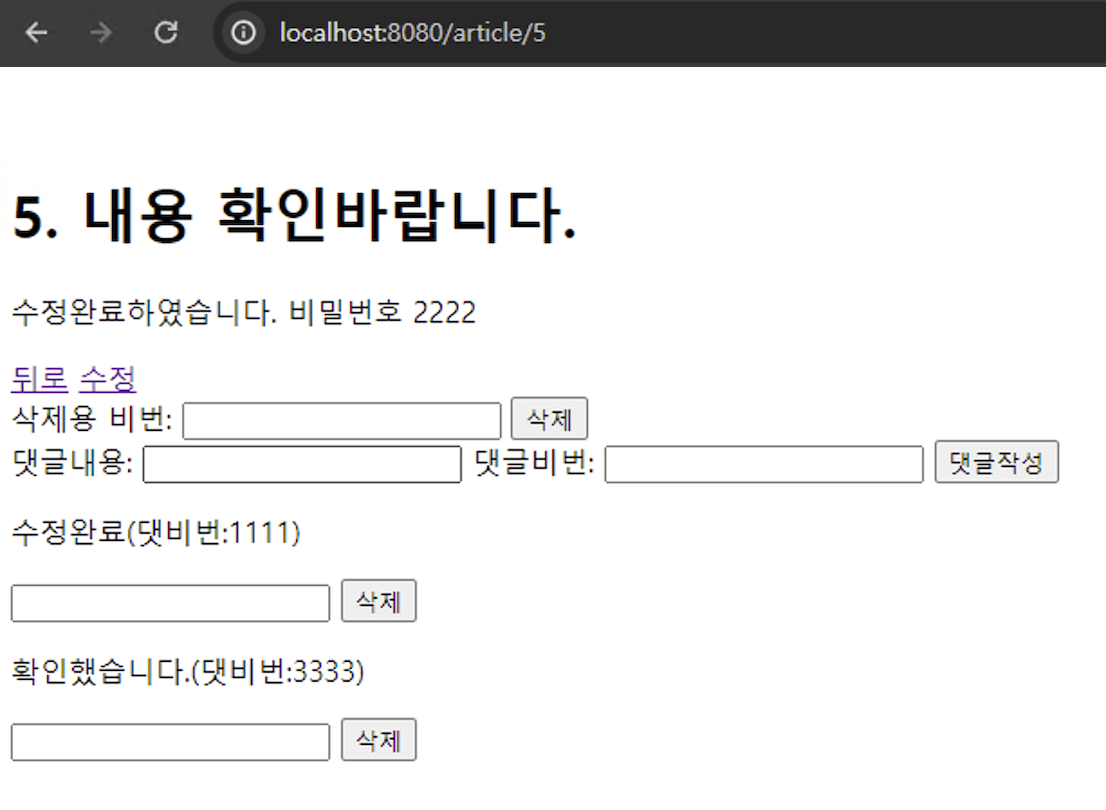 localhost:8080/article/5
5. 내용 확인바랍니다.
수정완료하였습니다. 비밀번호 2222
뒤로 수정
삭제용 비번: 삭제
댓글내용: 댓글비번: 댓글작성
수정완료(댓비번:1111)
삭제
확인했습니다.(댓비번:3333)
삭제